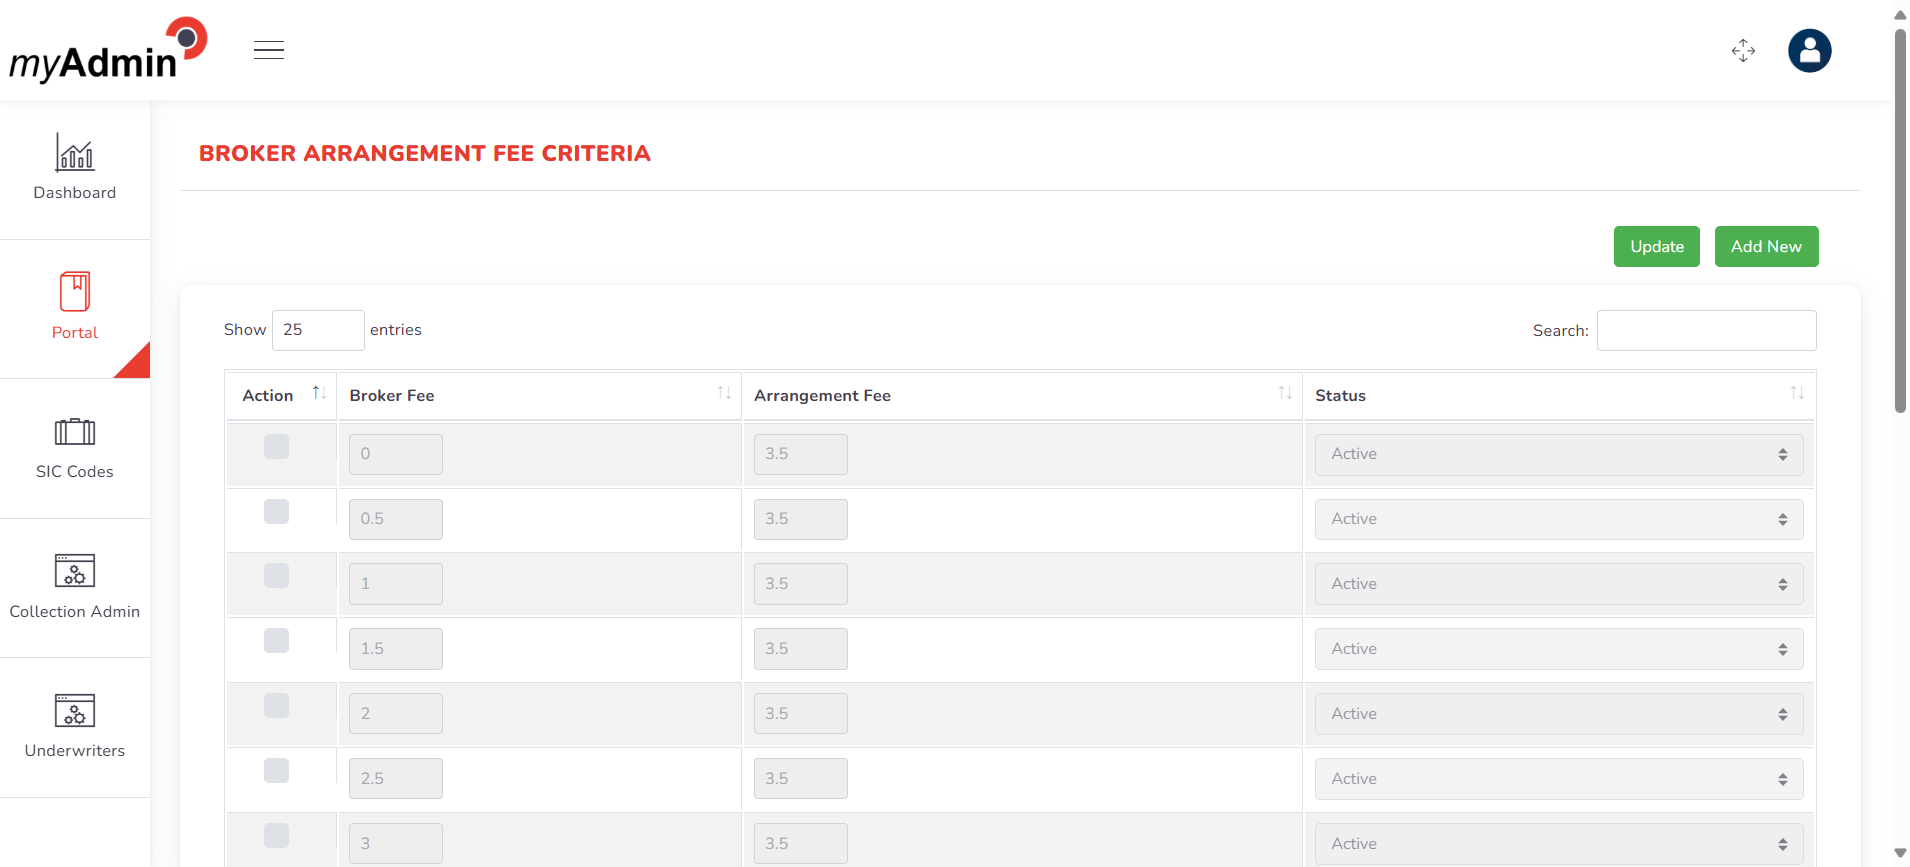 myAdmin
Dashboard
Portal
SIC Codes
Collection Admin
Underwriters
BROKER ARRANGEMENT FEE CRITERIA
Update Add New
Show 25 entries Search:
Action Broker Fee Arrangement Fee Status
0 3.5 Active
0.5 3.5 Active
1 3.5 Active
1.5 3.5 Active
2 3.5 Active
2.5 3.5 Active
3 3.5 Active